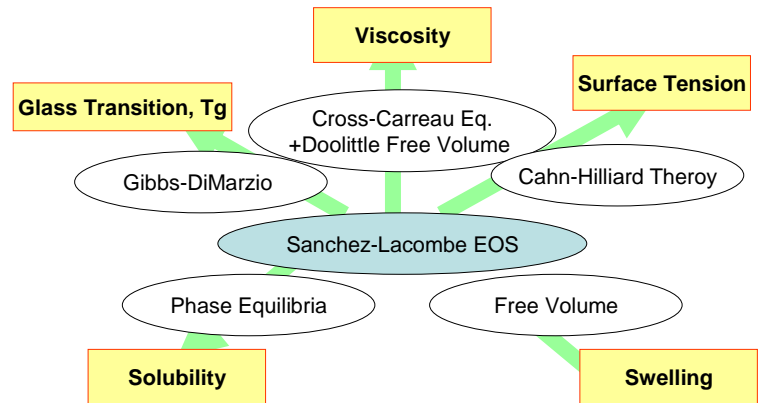 Viscosity
Surface Tension
Glass Transition, Tg
Cross-Carreau Eq.
+Doolittle Free Volume
Gibbs-DiMarzio
Cahn-Hilliard Theroy
Sanchez-Lacombe EOS
Phase Equilibria
Free Volume
Solubility
Swelling